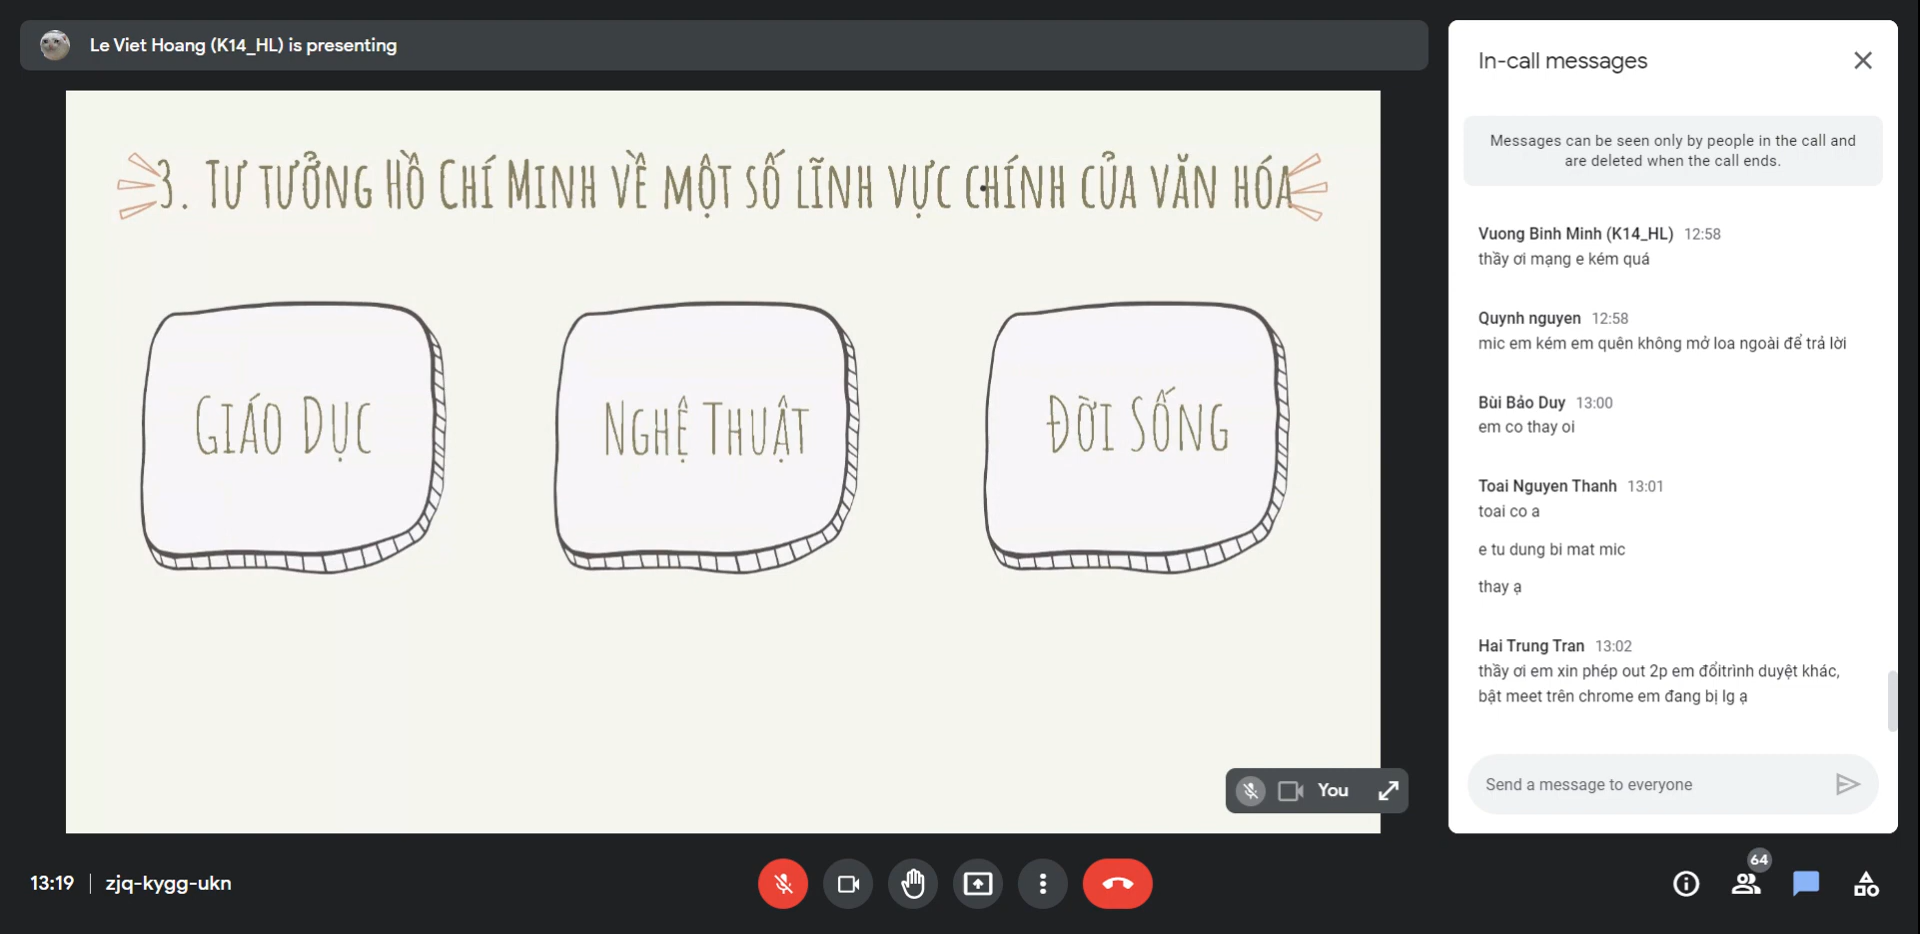 Le Viet Hoang (K14_HL) is presenting
3. Tư tưởng Hồ Chí Minh về một số lĩnh vực chính của văn hóa
Giáo Dục
Nghệ Thuật
Đời Sống
You
In-call messages
Messages can be seen only by people in the call and
are deleted when the call ends.
Vuong Binh Minh (K14_HL) 12:58
thầy ơi mạng e kém quá
Quynh nguyen 12:58
mic em kém em quên không mở loa ngoài để trả lời
Bùi Bảo Duy 13:00
em co thay oi
Toai Nguyen Thanh 13:01
toai co a
e tu dung bi mat mic
thay ạ
Hai Trung Tran 13:02
thầy ơi em xin phép out 2p em đổitrình duyệt khác,
bật meet trên chrome em đang bị lg ạ
Send a message to everyone
13:19 | zjq-kygg-ukn
64